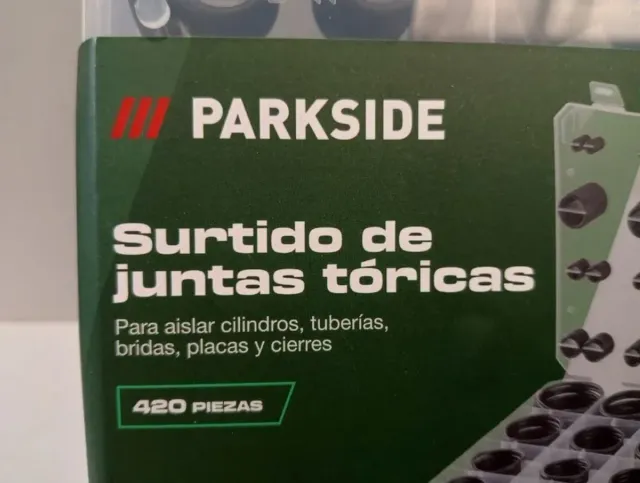 PARKSIDE
Surtido de
juntas tóricas
Para aislar cilindros, tuberías,
bridas, placas y cierres
420 PIEZAS